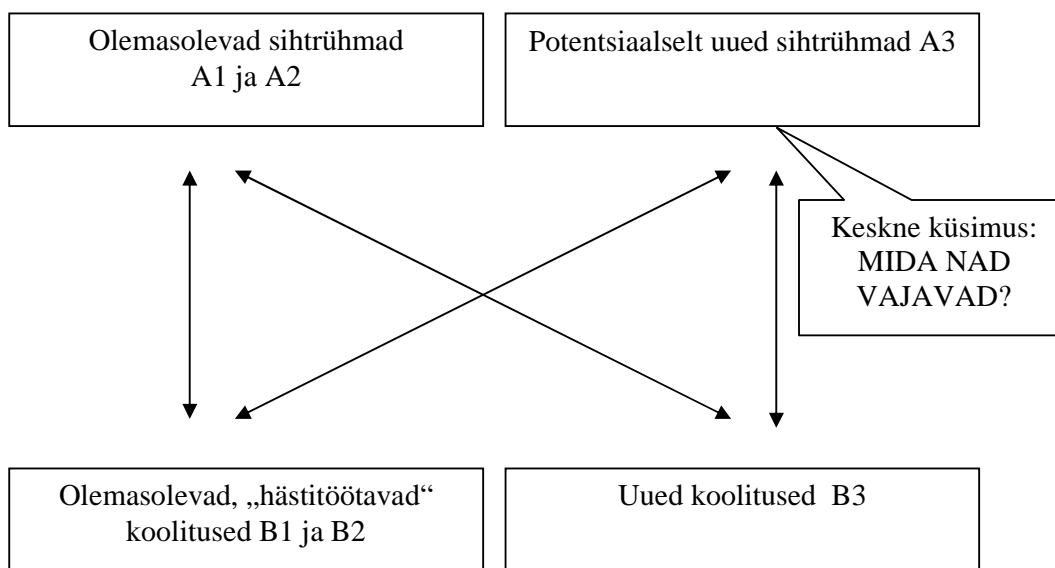 Olemasolevad sihtrühmad
A1 ja A2
Potentsiaalselt uued sihtrühmad A3
Keskne küsimus:
MIDA NAD
VAJAVAD?
Olemasolevad, „hästitöötavad“
koolitused B1 ja B2
Uued koolitused  B3